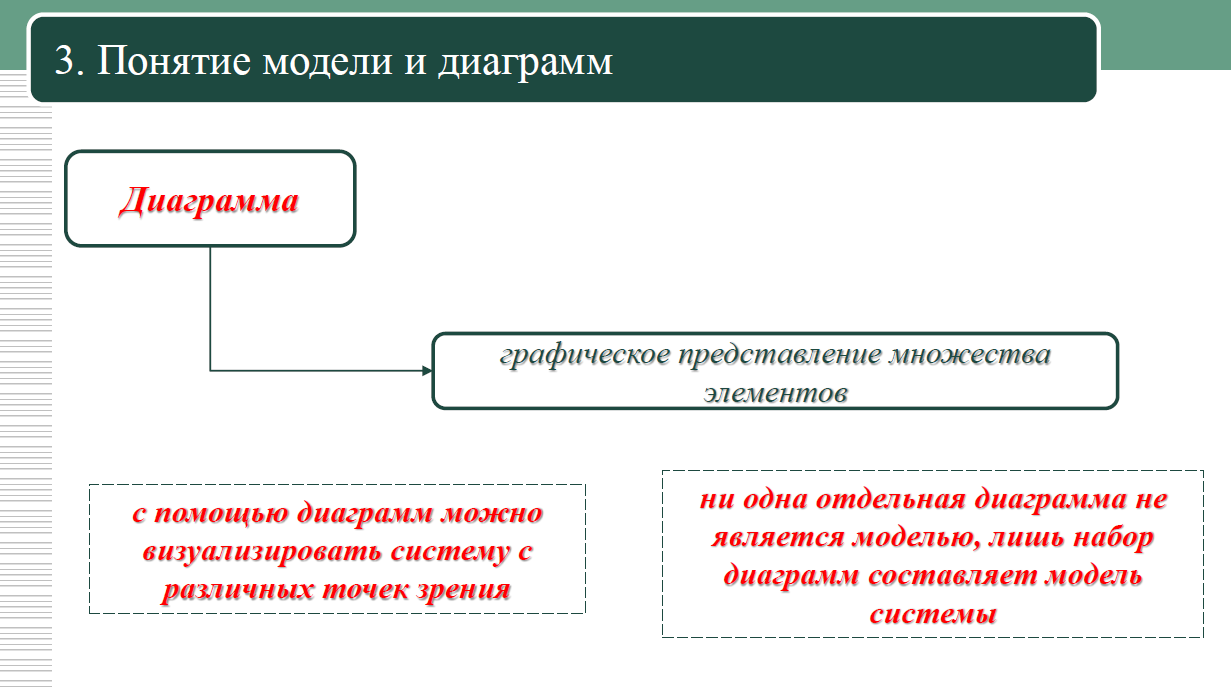 3. Понятие модели и диаграмм
Диаграмма
графическое представление множества
элементов
с помощью диаграмм можно
визуализировать систему с
различных точек зрения
ни одна отдельная диаграмма не
является моделью, лишь набор
диаграмм составляет модель
системы